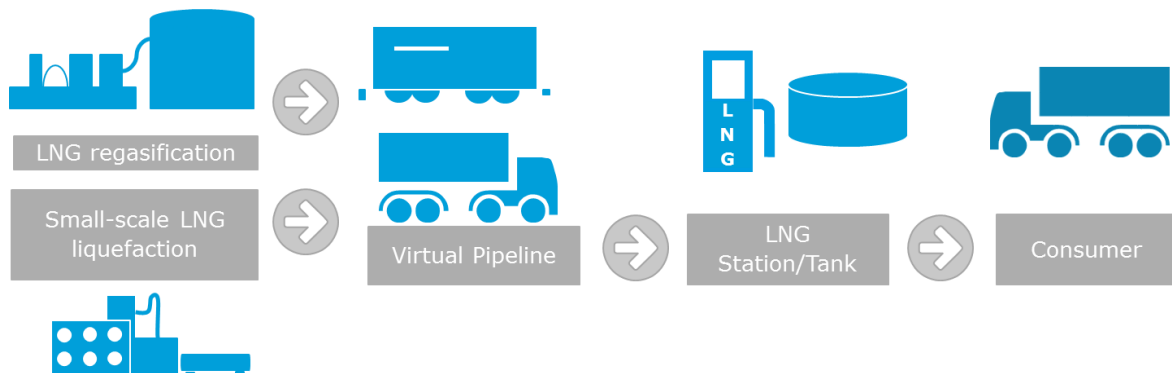 LNG regasification
Small-scale LNG
liquefaction
Virtual Pipeline
L
N
G
LNG
Station/Tank
Consumer